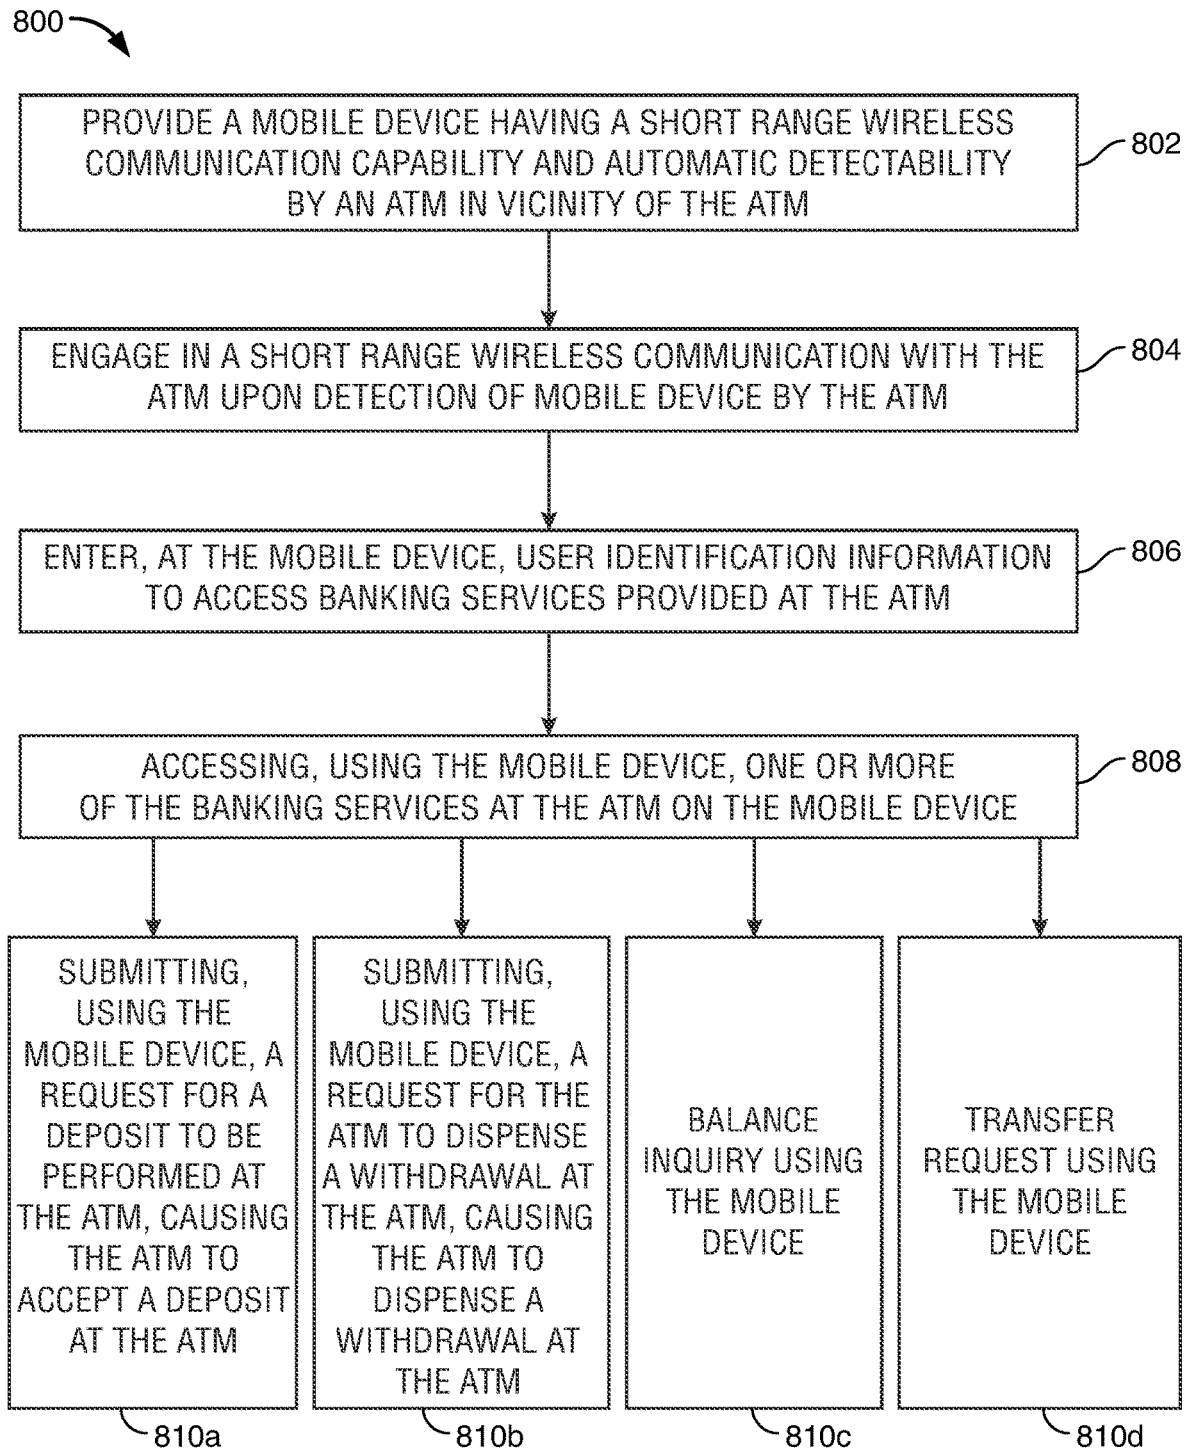 800
PROVIDE A MOBILE DEVICE HAVING A SHORT RANGE WIRELESS
COMMUNICATION CAPABILITY AND AUTOMATIC DETECTABILITY
BY AN ATM IN VICINITY OF THE ATM
802
ENGAGE IN A SHORT RANGE WIRELESS COMMUNICATION WITH THE
ATM UPON DETECTION OF MOBILE DEVICE BY THE ATM
804
ENTER, AT THE MOBILE DEVICE, USER IDENTIFICATION INFORMATION
TO ACCESS BANKING SERVICES PROVIDED AT THE ATM
806
ACCESSING, USING THE MOBILE DEVICE, ONE OR MORE
OF THE BANKING SERVICES AT THE ATM ON THE MOBILE DEVICE
808
SUBMITTING,
USING THE
MOBILE DEVICE, A
REQUEST FOR A
DEPOSIT TO BE
PERFORMED AT
THE ATM, CAUSING
THE ATM TO
ACCEPT A DEPOSIT
AT THE ATM
810a
SUBMITTING,
USING THE
MOBILE DEVICE, A
REQUEST FOR THE
ATM TO DISPENSE
A WITHDRAWAL AT
THE ATM, CAUSING
THE ATM TO
DISPENSE A
WITHDRAWAL AT
THE ATM
810b
BALANCE
INQUIRY USING
THE MOBILE
DEVICE
810c
TRANSFER
REQUEST USING
THE MOBILE
DEVICE
810d